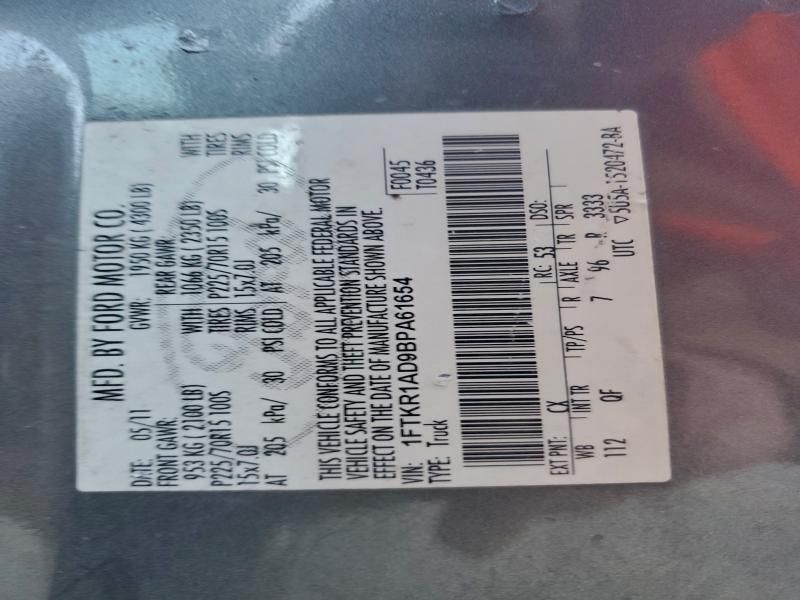 MFD. BY FORD MOTOR CO.
DATE: 05/11 GVWR: 1950 KG ( 4300 LB)
FRONT GAWR: REAR GAWR:
953 KG ( 2100 LB) WITH 1066 KG ( 2350 LB) WITH
P225/70R15 100S TIRES P225/70R15 100S TIRES
15x7.0J RIMS 15x7.0J RIMS
AT 205 kPa/ 30 PSI COLD AT 205 kPa/ 30 PSI COLD
THIS VEHICLE CONFORMS TO ALL APPLICABLE FEDERAL MOTOR
VEHICLE SAFETY AND THEFT PREVENTION STANDARDS IN
EFFECT ON THE DATE OF MANUFACTURE SHOWN ABOVE.
VIN: 1FTKR1AD9BPA61654 F0045
TYPE: Truck T0436
EXT PNT: CX RC: 53 DSO:
WB INT TR TP/PS R AXLE TR SPR
112 QF 7 96 R 3333
UTC ▽5U5A-1520472-BA